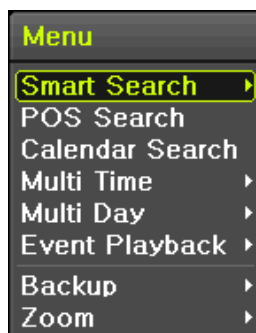 Menu
Smart Search
POS Search
Calendar Search
Multi Time
Multi Day
Event Playback
Backup
Zoom